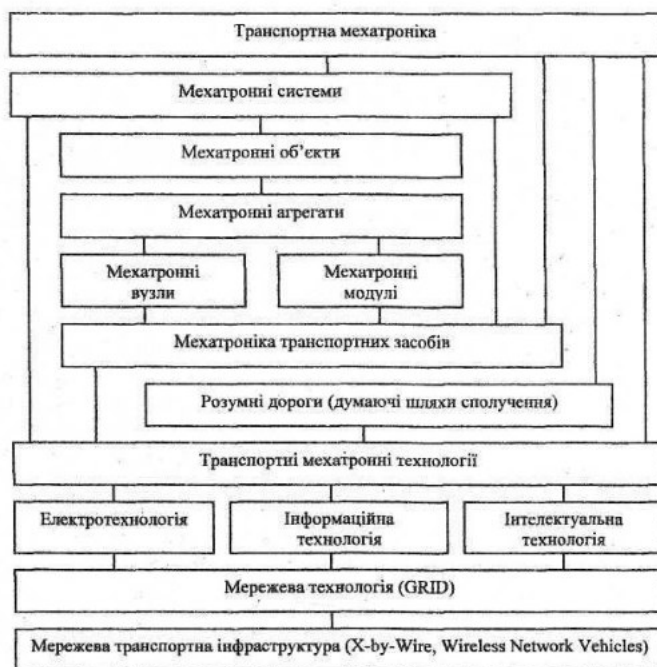 Транспортна мехатроніка
Мехатронні системи
Мехатронні об’єкти
Мехатронні агрегати
Мехатронні
вузли
Мехатронні
модулі
Мехатроніка транспортних засобів
Розумні дороги (думаючі шляхи сполучення)
Транспортні мехатронні технології
Електротехнологія
Інформаційна
технологія
Інтелектуальна
технологія
Мережева технологія (GRID)
Мережева транспортна інфраструктура (X-by-Wire, Wireless Network Vehicles)